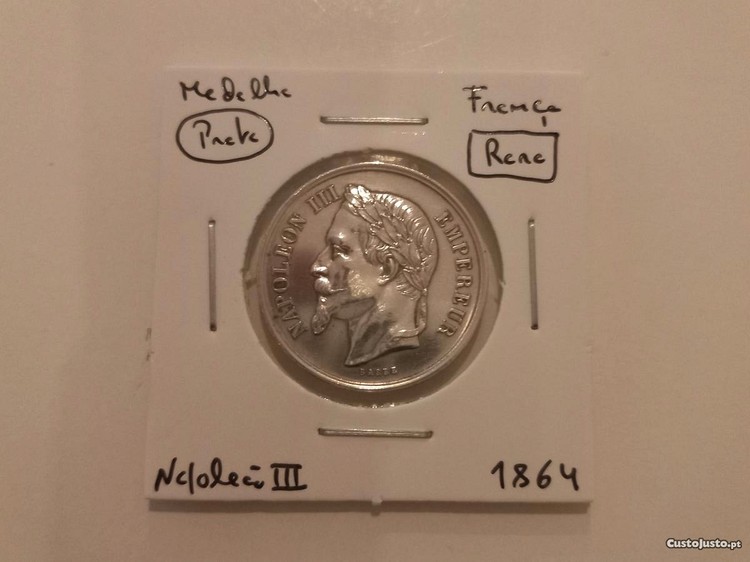 Medalha
França
Prata
Rara
NAPOLEON III EMPEREUR
BARRE
Napoleão III
1864
CustoJusto.pt